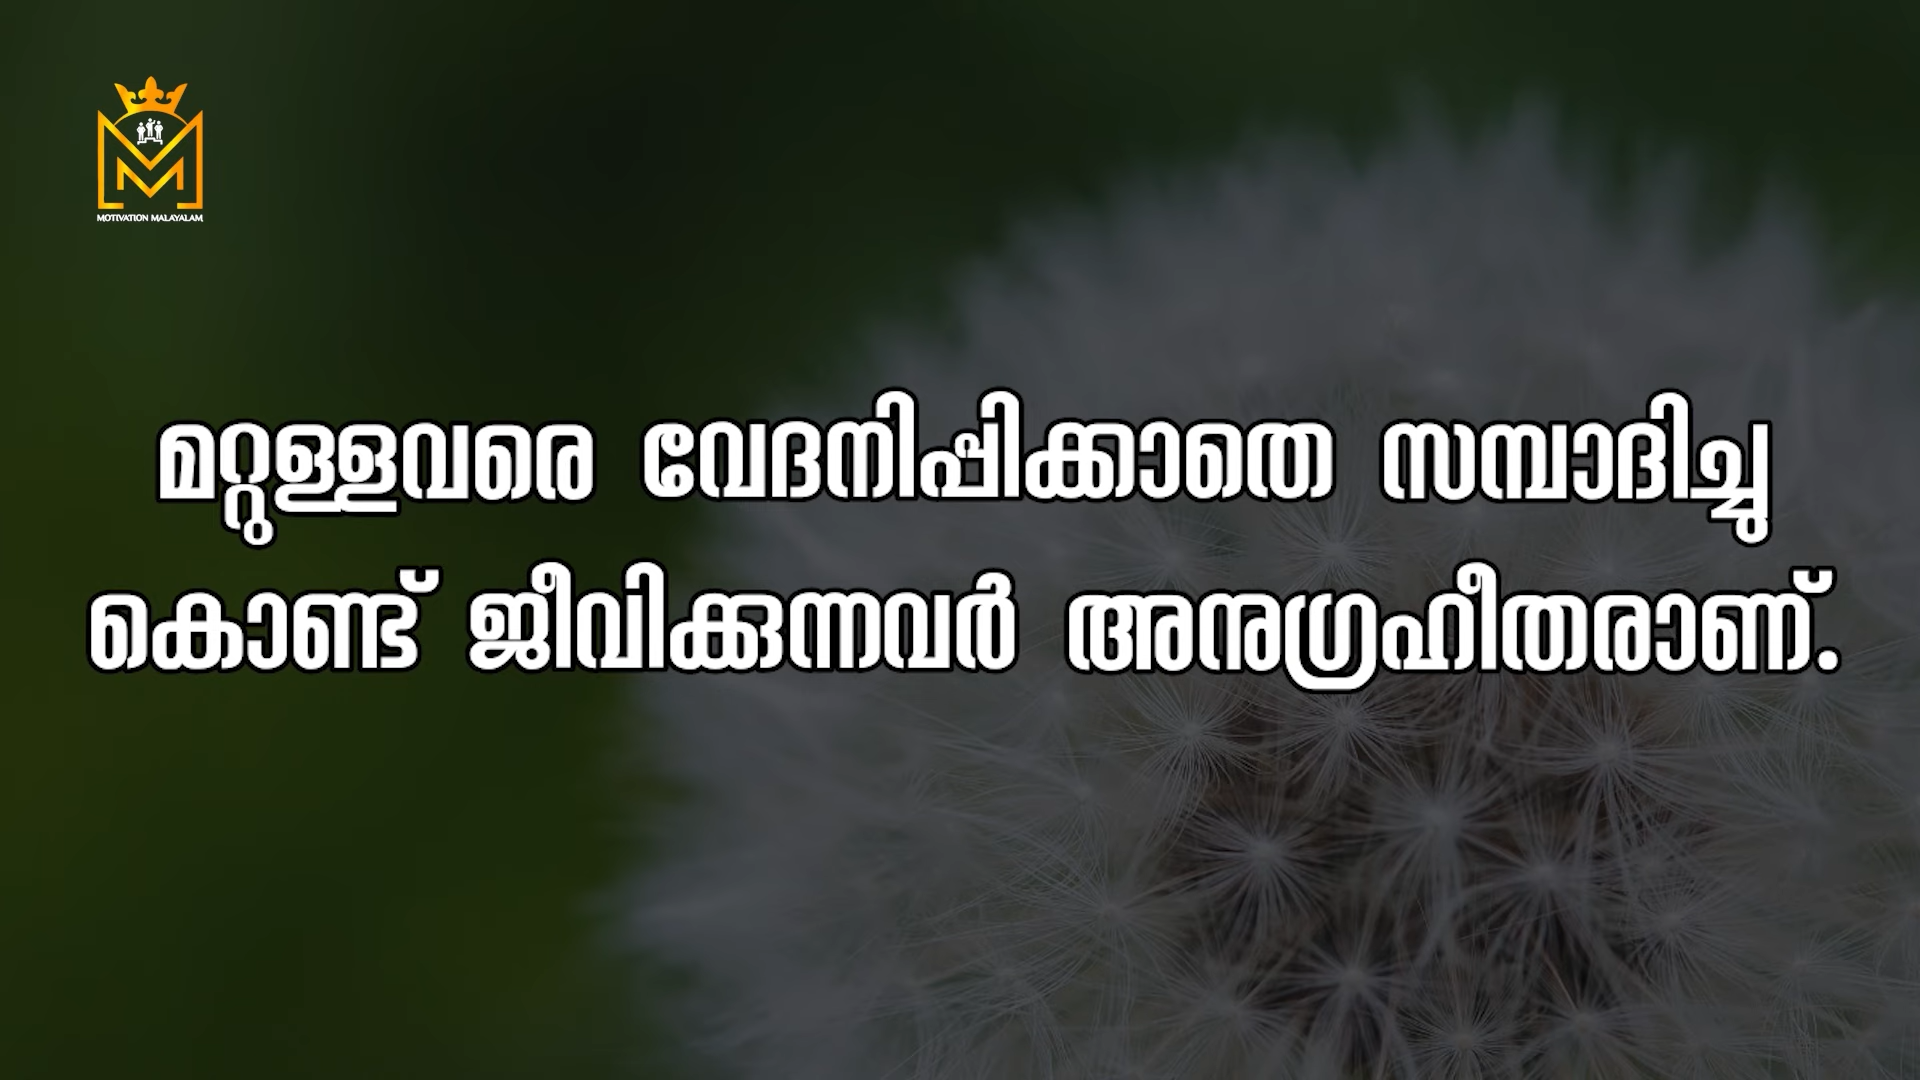 MOTIVATION MALAYALAM
മറ്റുള്ളവരെ വേദനിപ്പിക്കാതെ സമ്പാദിച്ചു
കൊണ്ട് ജീവിക്കുന്നവർ അനുഗ്രഹീതരാണ്.